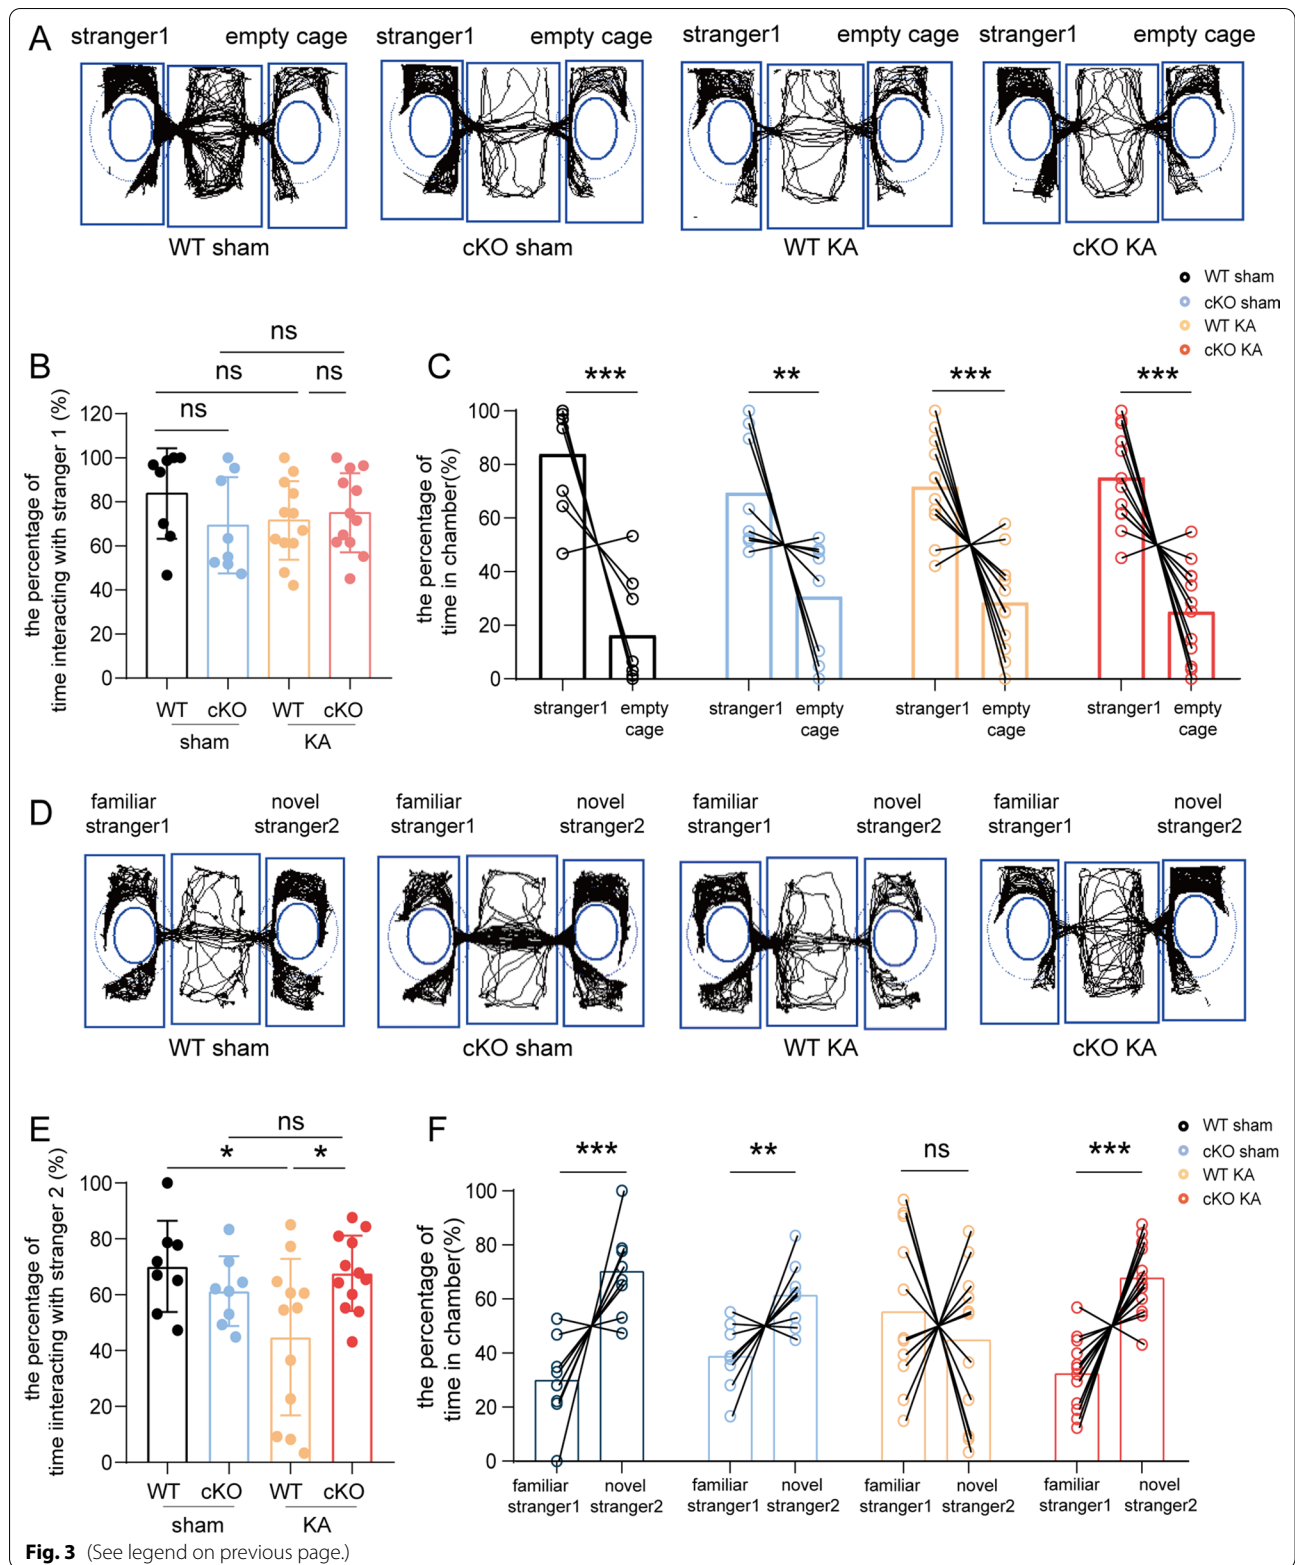 A
stranger1 empty cage stranger1 empty cage stranger1 empty cage stranger1 empty cage
WT sham cKO sham WT KA cKO KA
WT sham
cKO sham
WT KA
cKO KA
B
ns
ns ns
ns
the percentage of
time interacting with stranger 1 (%)
120
100
80
60
40
20
0
WT cKO WT cKO
sham KA
C
*** ** *** ***
the percentage of
time in chamber(%)
100
80
60
40
20
0
stranger1 empty stranger1 empty stranger1 empty stranger1 empty
cage cage cage cage
D
familiar novel familiar novel familiar novel familiar novel
stranger1 stranger2 stranger1 stranger2 stranger1 stranger2 stranger1 stranger2
WT sham cKO sham WT KA cKO KA
E
ns
* *
the percentage of
time iinteracting with stranger 2 (%)
100
80
60
40
20
0
WT cKO WT cKO
sham KA
F
WT sham
cKO sham
WT KA
cKO KA
*** ** ns ***
the percentage of
time in chamber(%)
100
80
60
40
20
0
familiar novel familiar novel familiar novel familiar novel
stranger1 stranger2 stranger1 stranger2 stranger1 stranger2 stranger1 stranger2
Fig. 3 (See legend on previous page.)